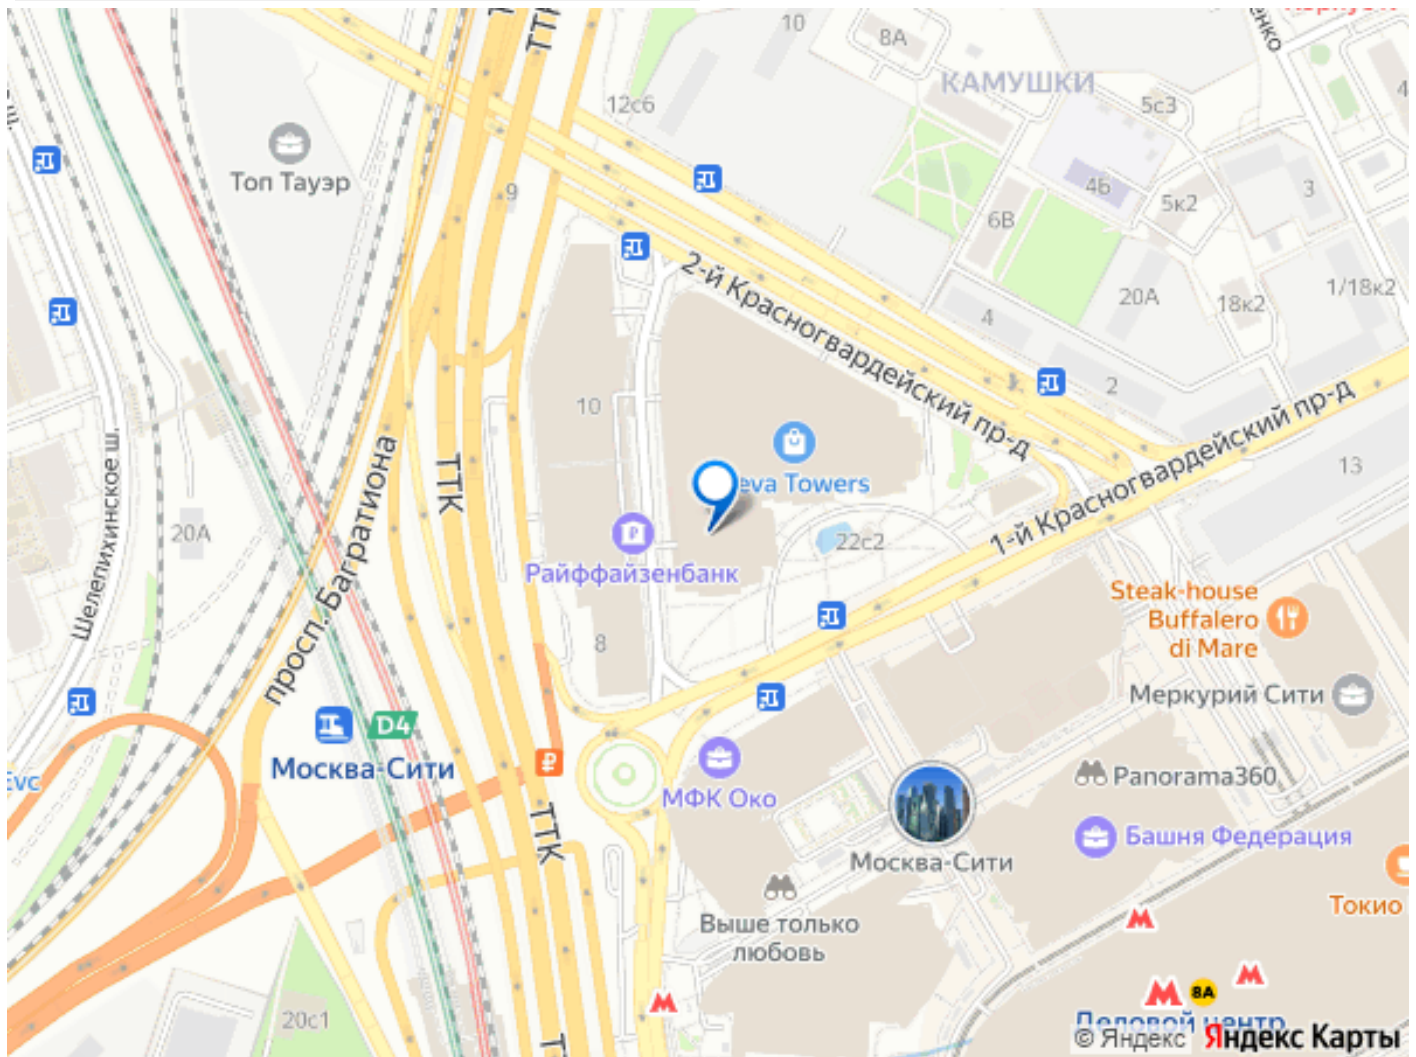 ТТК
ТТК
10
8А
КАМУШКИ
12с6
5с3
4Б
3
5к2
6В
Топ Тауэр
9
2-й Красногвардейский пр-д
20А
18к2
1/18к2
4
2
10
eva Towers
13
1-й Красногвардейский пр-д
ТТК
просп. Багратиона
Шелепихинское ш.
20А
22с2
Райффайзенбанк
Steak-house
Buffalero
di Mare
8
Меркурий Сити
D4
Москва-Сити
МФК Око
Panorama360
ТТК
Башня Федерация
Москва-Сити
Токио
Выше только
любовь
8А
20с1
Деловой центр
© Яндекс Яндекс Карты